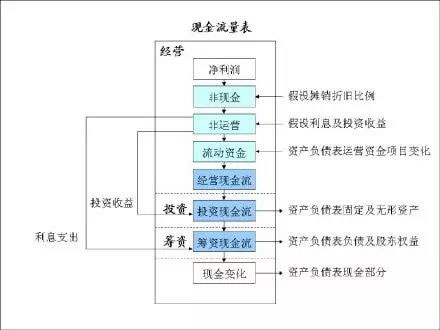 现金流量表
经营
净利润
非现金
假设摊销折旧比例
非运营
假设利息及投资收益
流动资金
资产负债表运营资金项目变化
经营现金流
投资收益
投资
投资现金流
资产负债表固定及无形资产
利息支出
筹资
筹资现金流
资产负债表负债及股东权益
现金变化
资产负债表现金部分